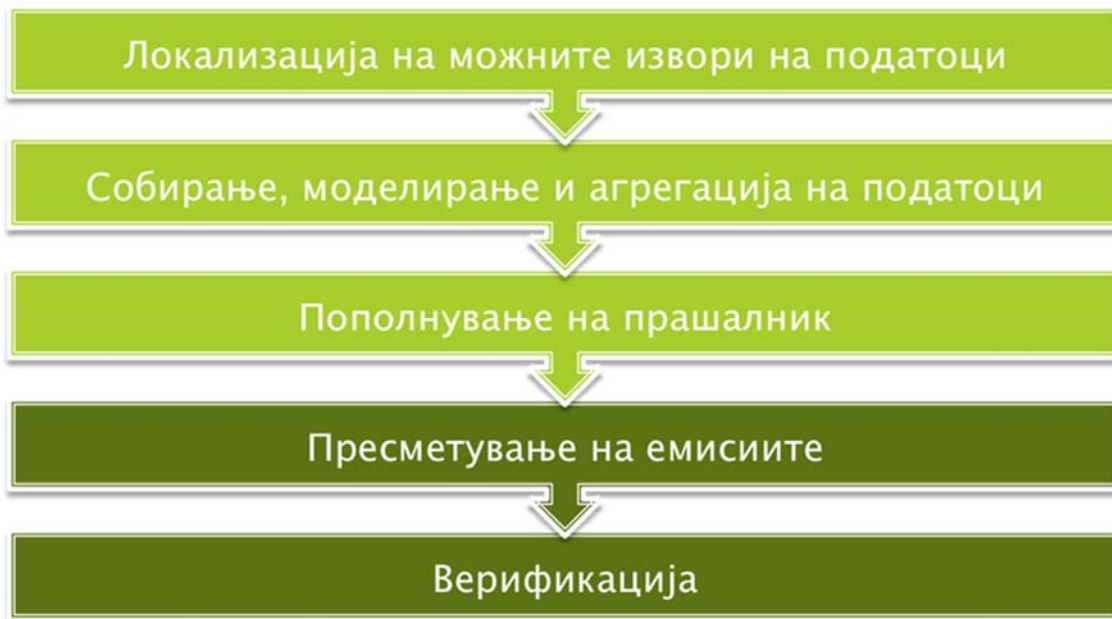 Локализација на можните извори на податоци
Собирање, моделирање и агрегација на податоци
Пополнување на прашалник
Пресметување на емисиите
Верификација